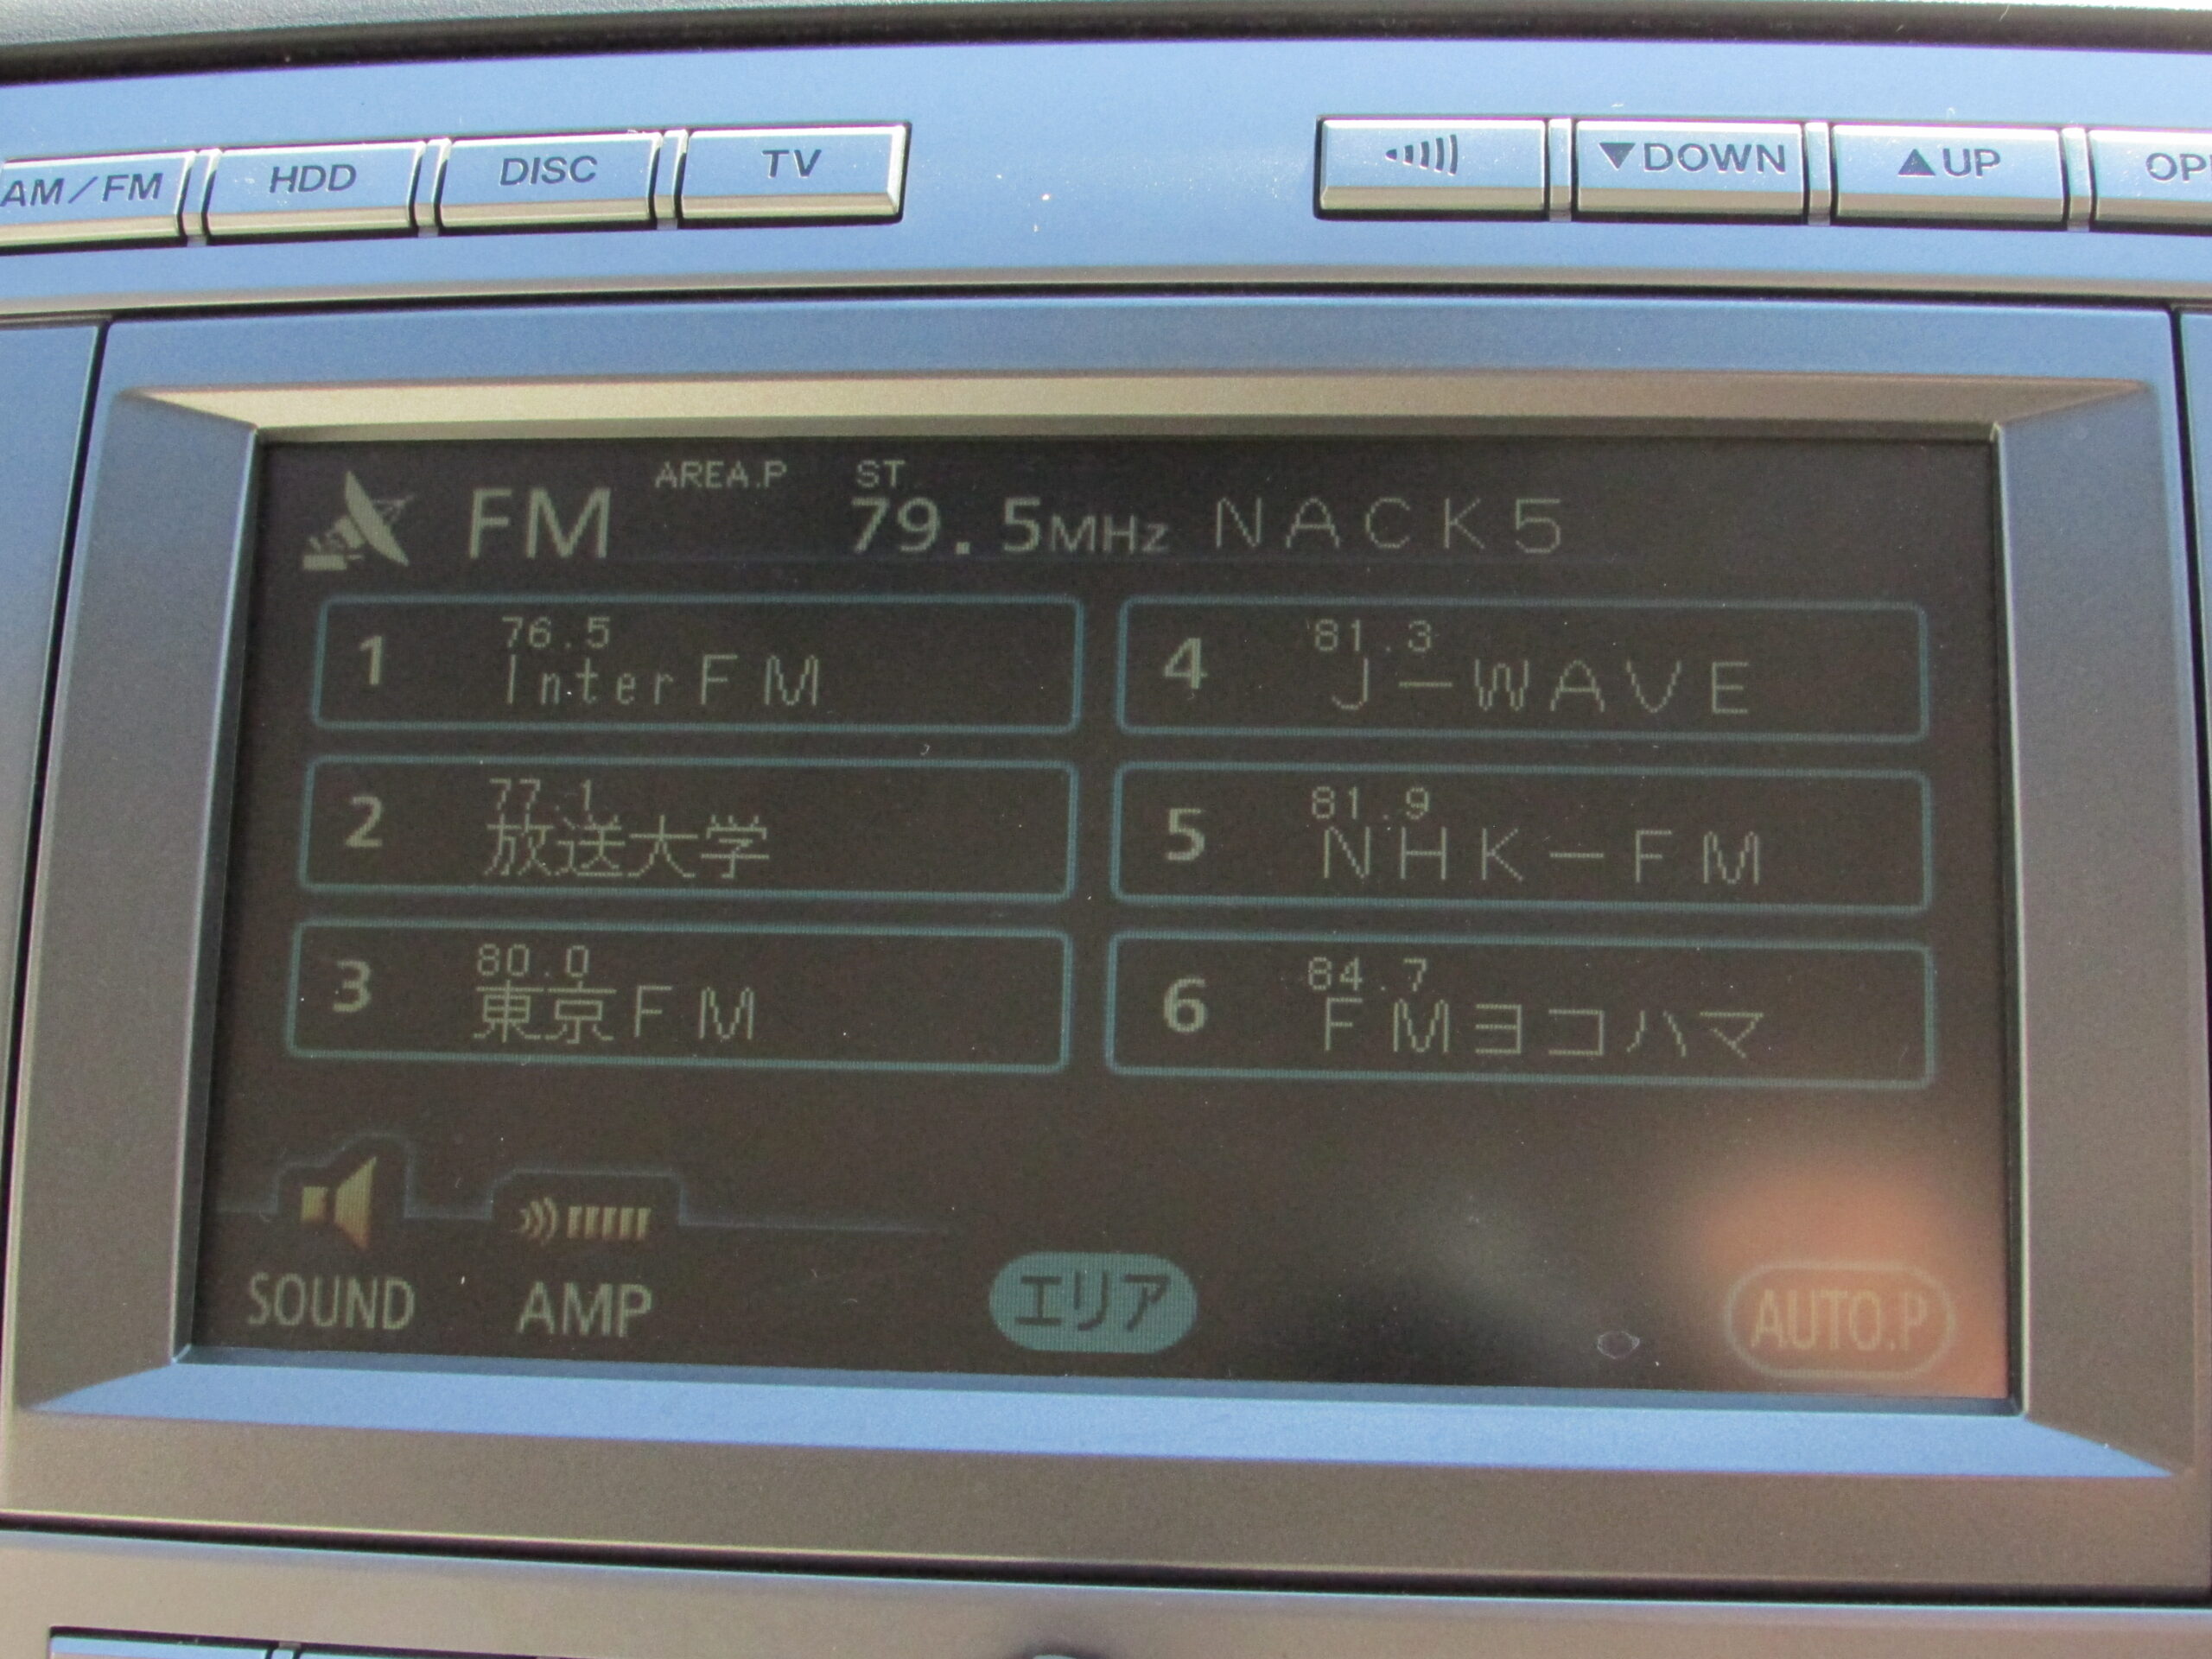 AM/FM HDD DISC TV ▼DOWN ▲UP
AREA.P ST
FM 79.5MHz NACK5
1 76.5 InterFM
2 77.1 放送大学
3 80.0 東京FM
4 81.3 J-WAVE
5 81.9 NHK-FM
6 84.7 FMヨコハマ
SOUND AMP エリア AUTO.P